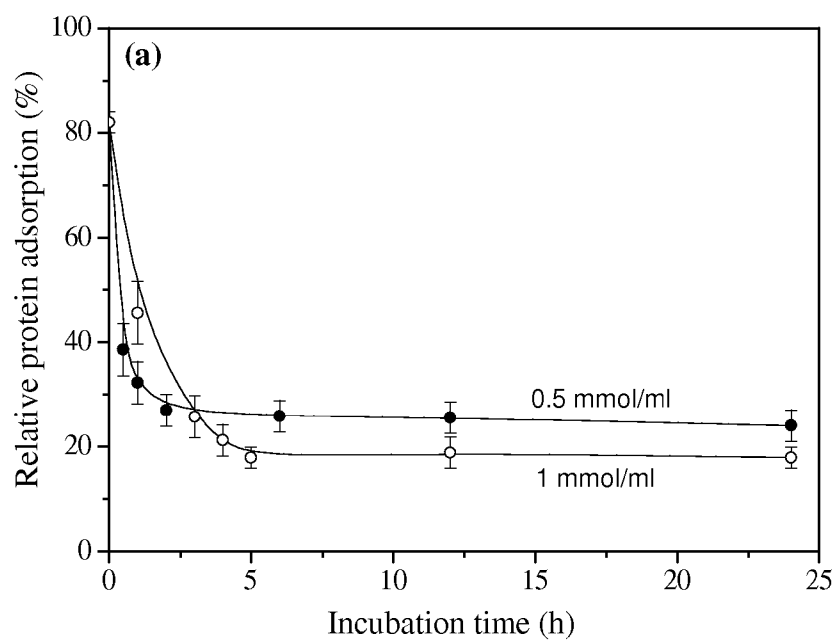 (a)
Relative protein adsorption (%)
100
80
60
40
20
0
0.5 mmol/ml
1 mmol/ml
0 5 10 15 20 25
Incubation time (h)